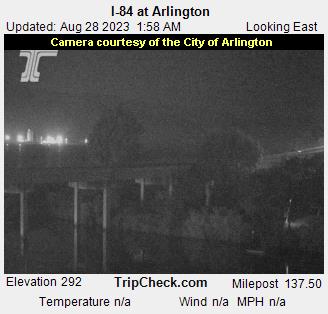 I-84 at Arlington
Updated: Aug 28 2023 1:58 AM Looking East
Camera courtesy of the City of Arlington
Elevation 292 TripCheck.com Milepost 137.50
Temperature n/a Wind n/a MPH n/a